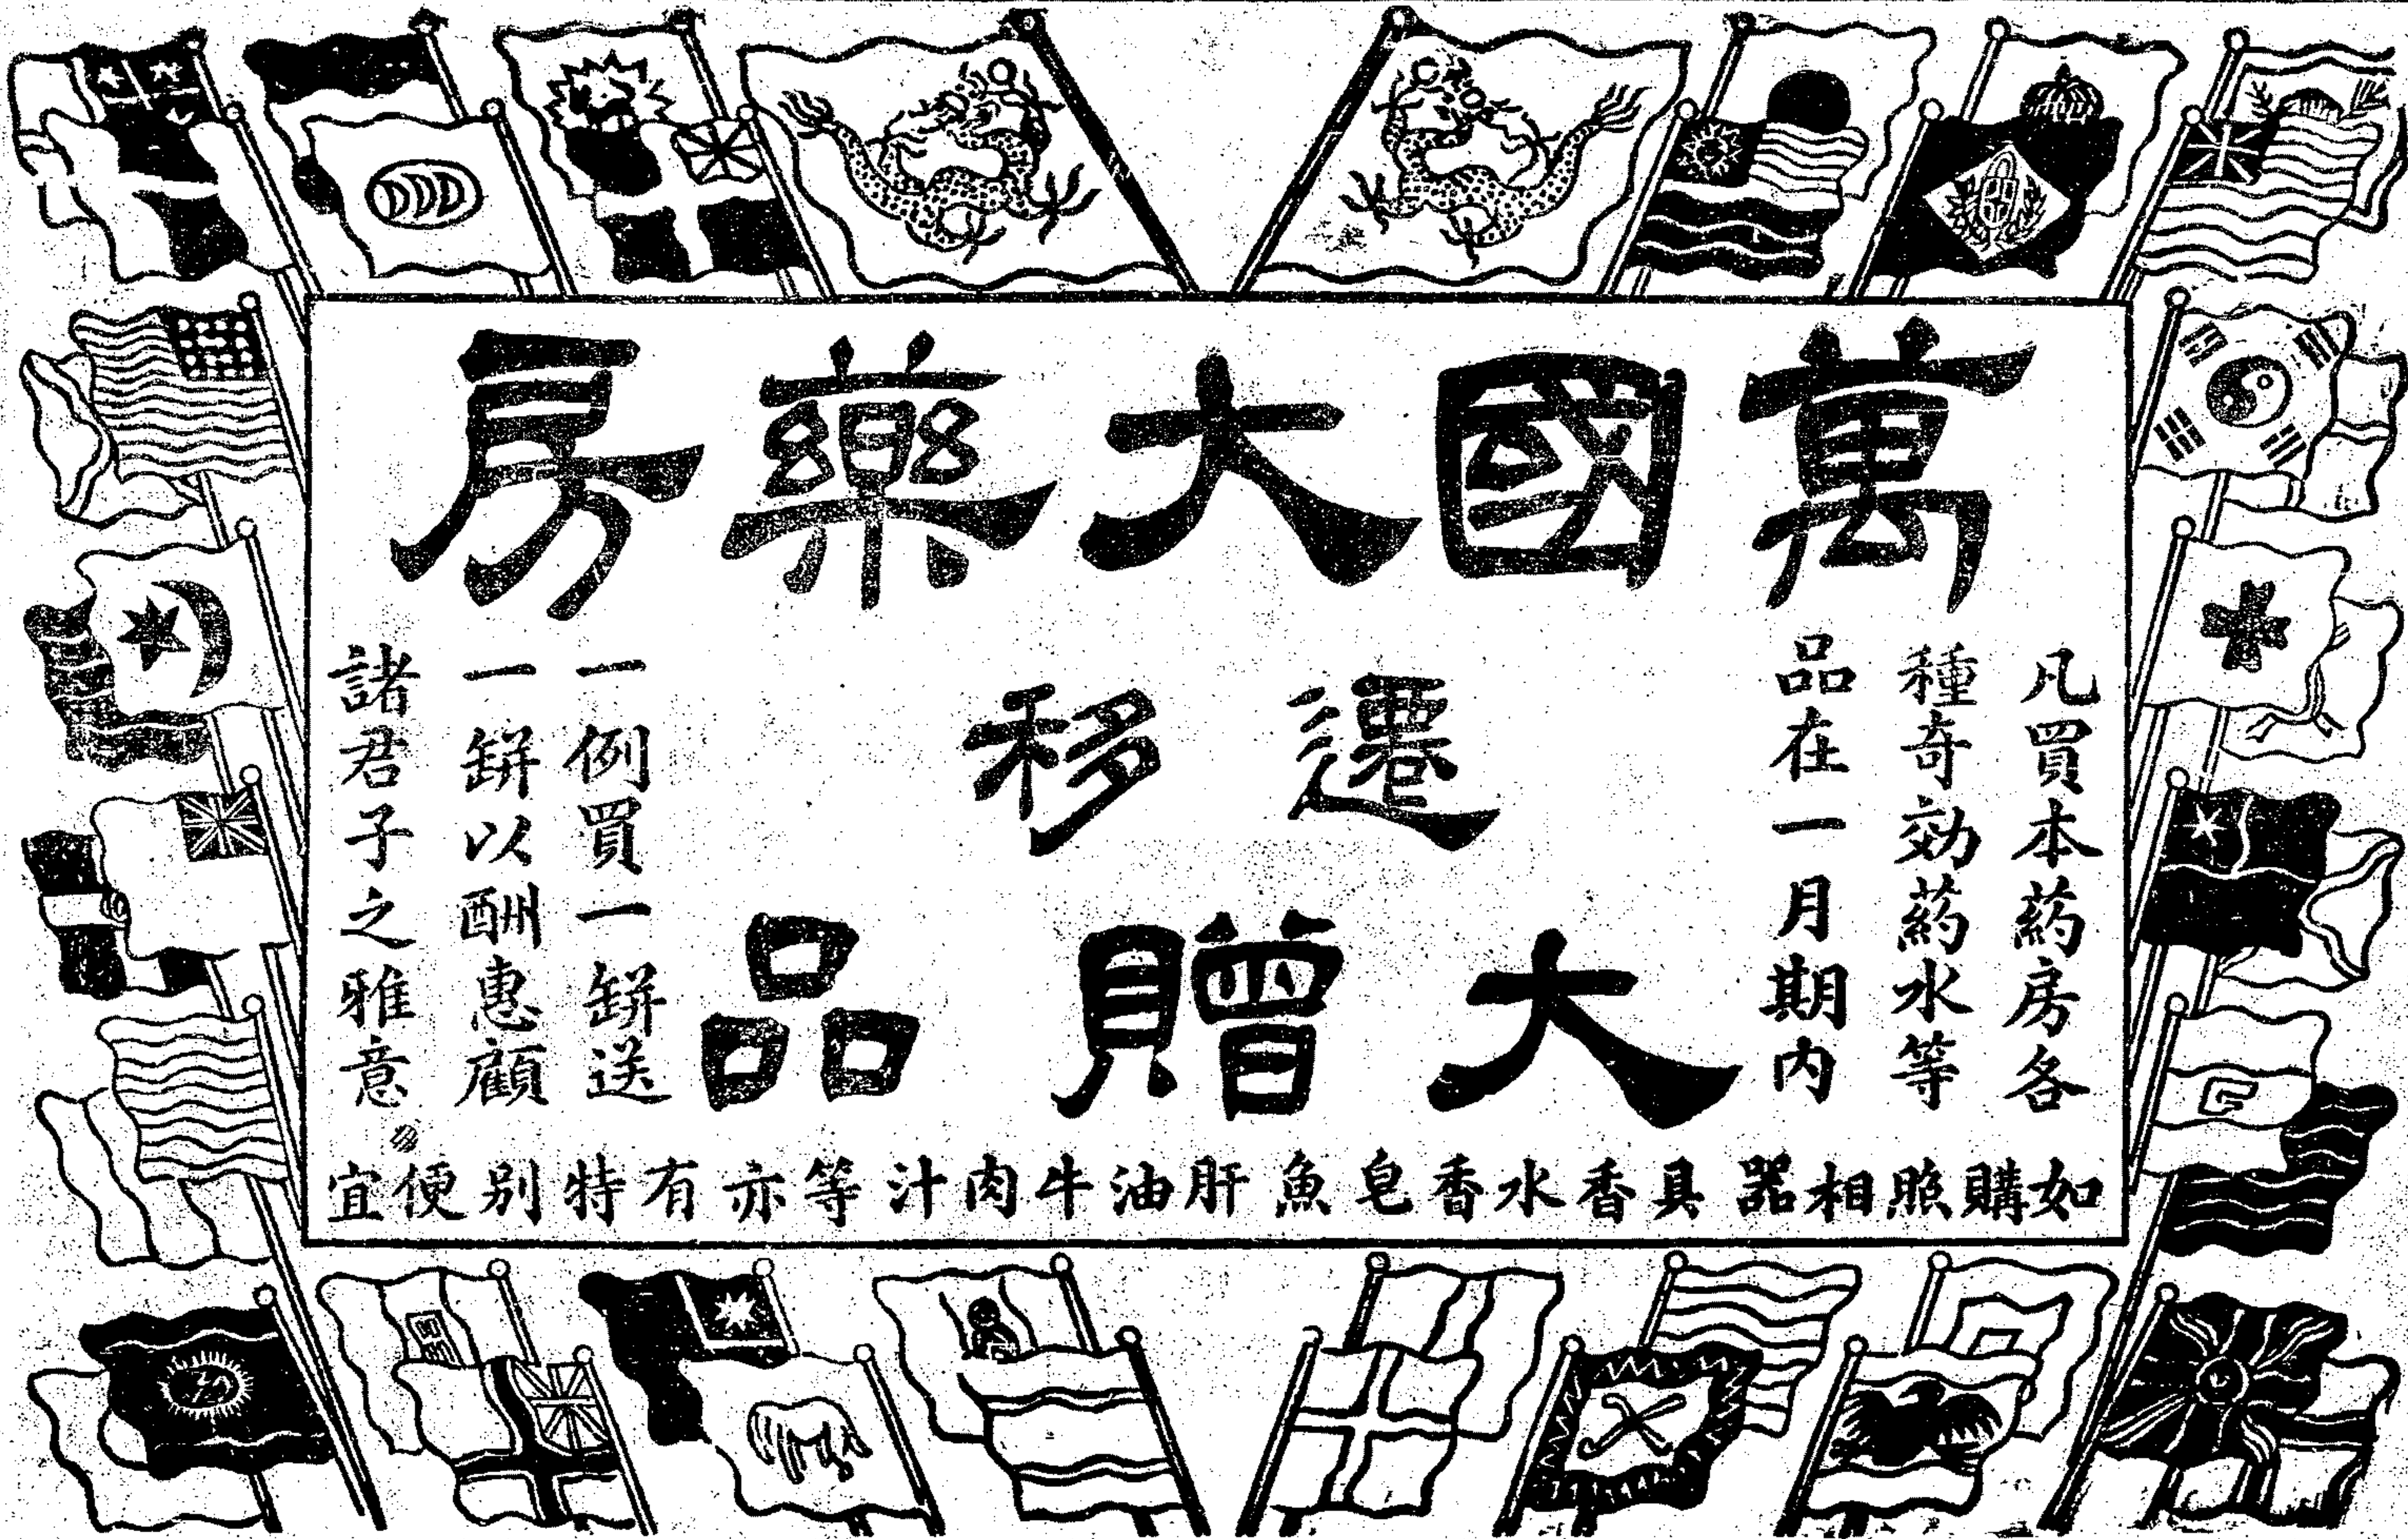 萬國大藥房
遷移
大贈品
凡買本葯房各
種奇効葯水等
品在一月期內
一例買一缾送
一缾以酬惠顧
諸君子之雅意
如購照相器具香水香皂魚肝油牛肉汁等亦有特別便宜